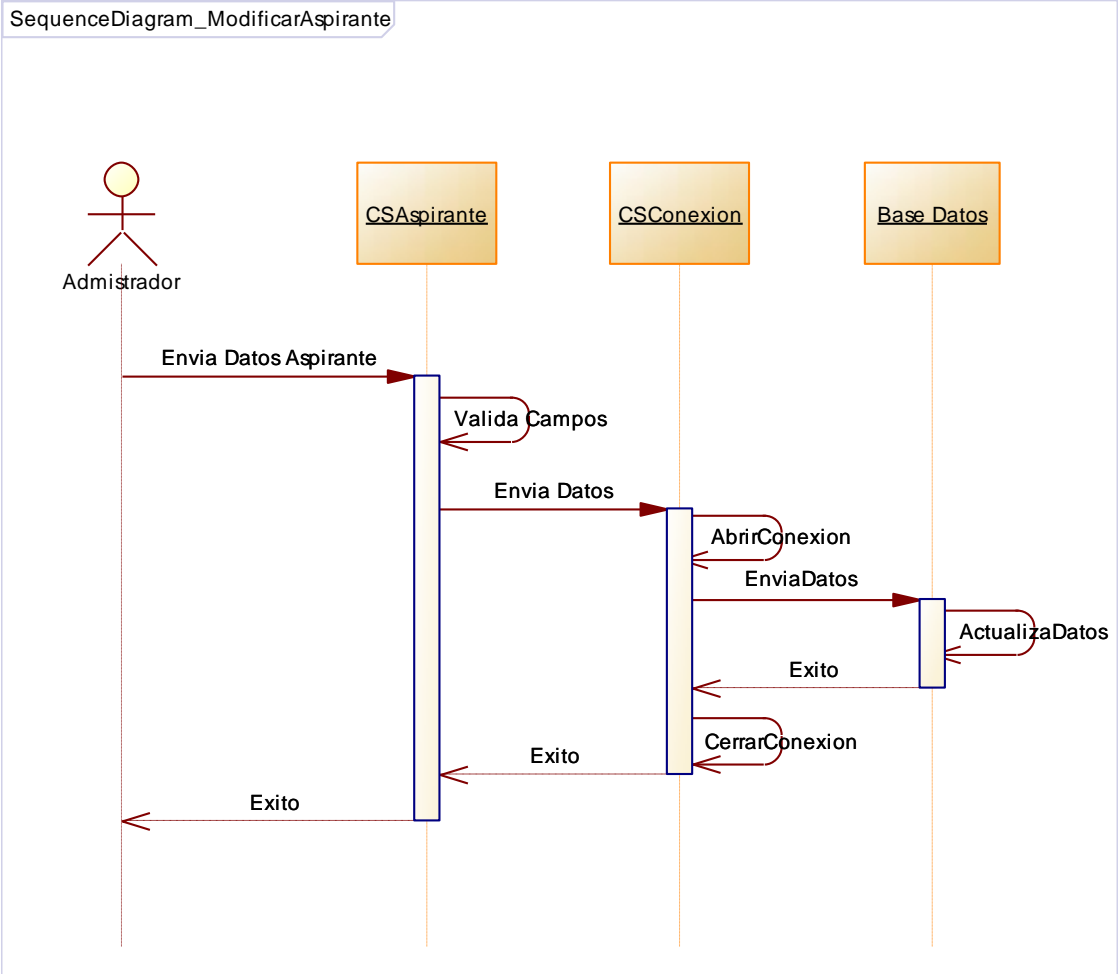 SequenceDiagram_ModificarAspirante
CSAspirante
CSConexion
Base Datos
Admistrador
Envia Datos Aspirante
Valida Campos
Envia Datos
AbrirConexion
EnviaDatos
ActualizaDatos
Exito
CerrarConexion
Exito
Exito